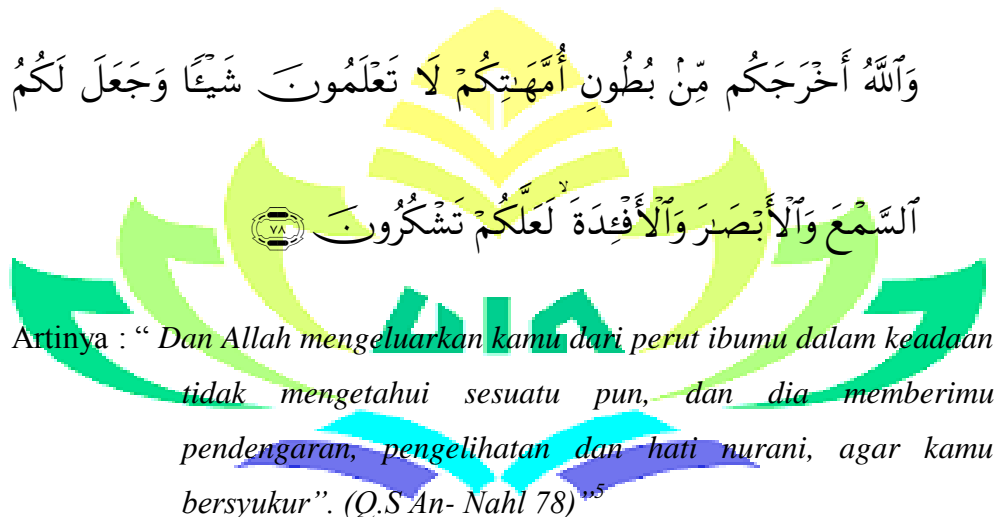 وَٱللَّهُ أَخۡرَجَكُم مِّنۢ بُطُونِ أُمَّهَٰتِكُمۡ لَا تَعۡلَمُونَ شَيۡـٔٗا وَجَعَلَ لَكُمُ
ٱلسَّمۡعَ وَٱلۡأَبۡصَٰرَ وَٱلۡأَفۡـِٔدَةَ ۙ لَعَلَّكُمۡ تَشۡكُرُونَ ٧٨
Artinya : “ Dan Allah mengeluarkan kamu dari perut ibumu dalam keadaan
tidak mengetahui sesuatu pun, dan dia memberimu
pendengaran, pengelihatan dan hati nurani, agar kamu
bersyukur”. (Q.S An- Nahl 78)”5